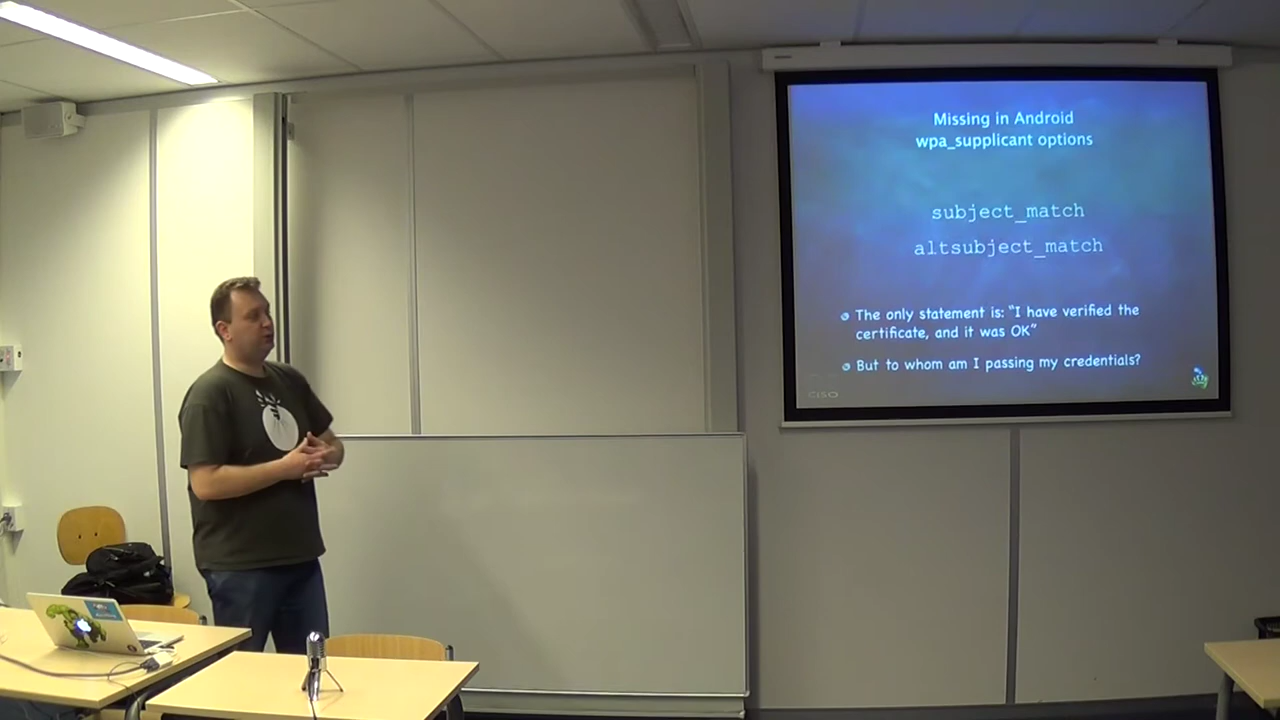 Missing in Android
wpa_supplicant options
subject_match
altsubject_match
The only statement is: “I have verified the
certificate, and it was OK”
But to whom am I passing my credentials?